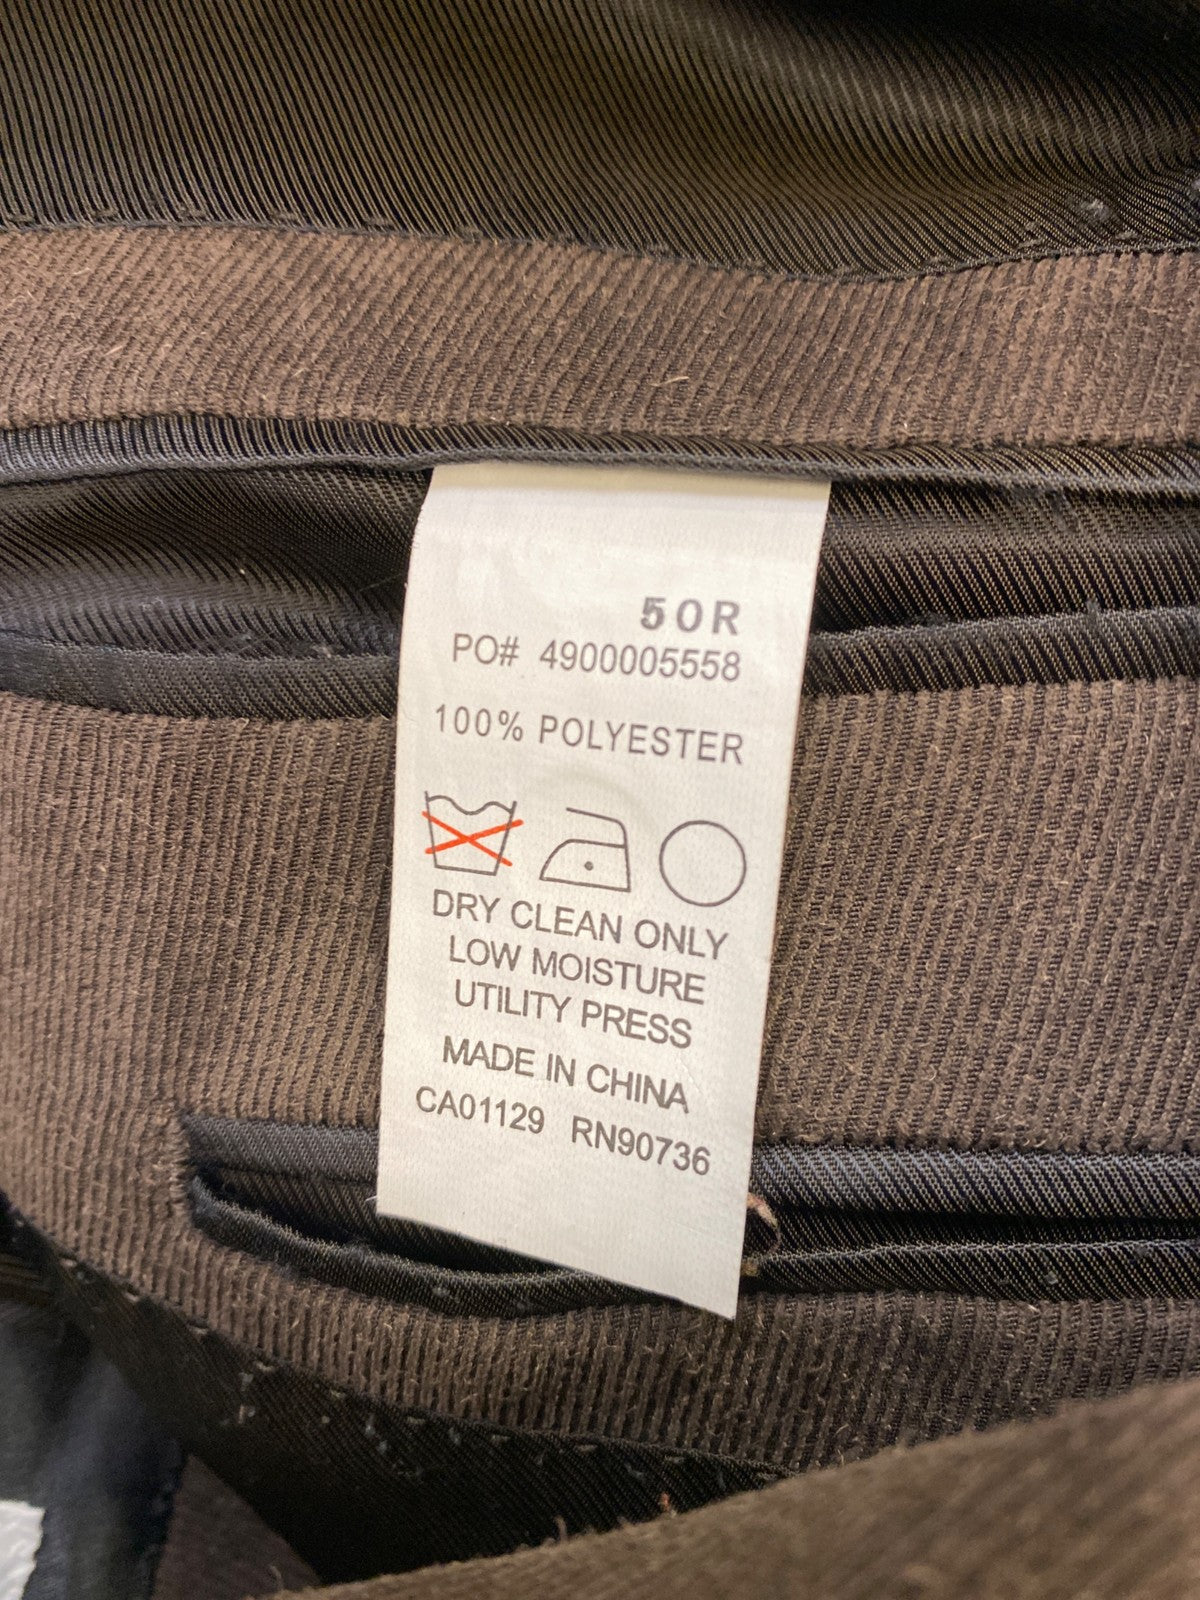 50R
PO# 4900005558
100% POLYESTER
DRY CLEAN ONLY
LOW MOISTURE
UTILITY PRESS
MADE IN CHINA
CA01129 RN90736